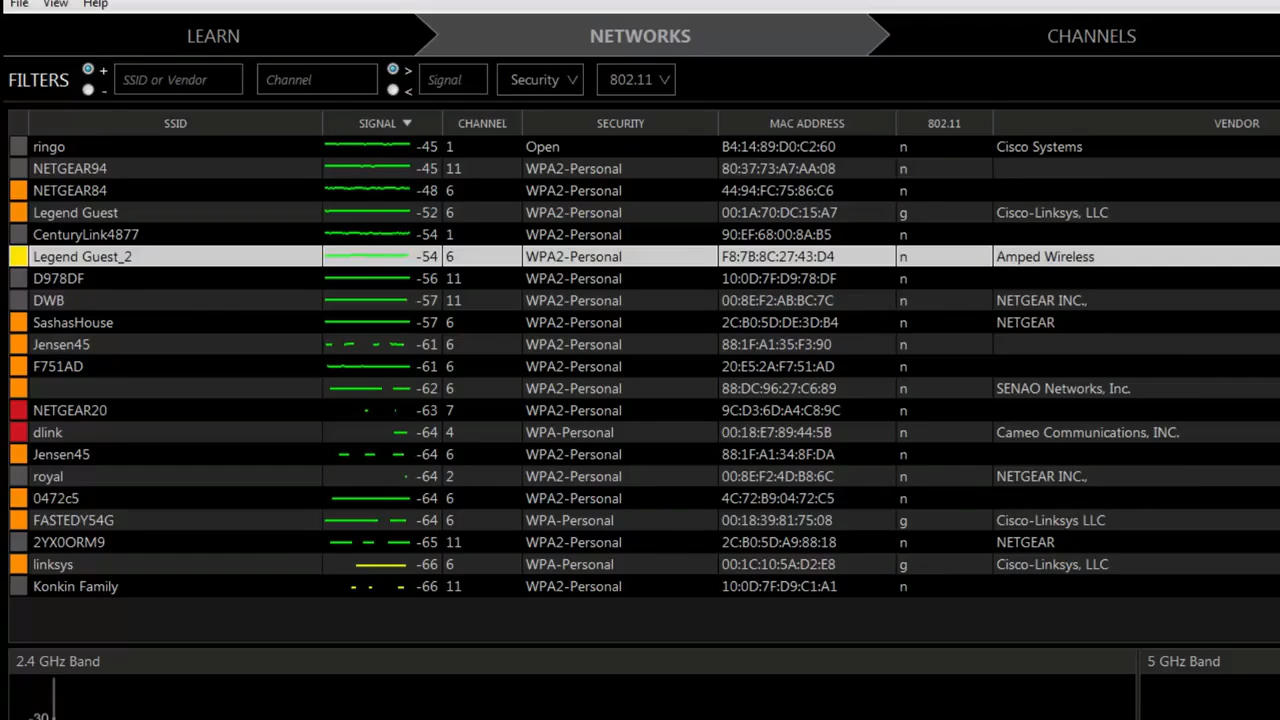 File View Help
LEARN NETWORKS CHANNELS
FILTERS + - SSID or Vendor Channel > < Signal Security 802.11
SSID SIGNAL CHANNEL SECURITY MAC ADDRESS 802.11 VENDOR
ringo -45 1 Open B4:14:89:D0:C2:60 n Cisco Systems
NETGEAR94 -45 11 WPA2-Personal 80:37:73:A7:AA:08 n
NETGEAR84 -48 6 WPA2-Personal 44:94:FC:75:86:C6 n
Legend Guest -52 6 WPA2-Personal 00:1A:70:DC:15:A7 g Cisco-Linksys, LLC
CenturyLink4877 -54 1 WPA2-Personal 90:EF:68:00:8A:B5 n
Legend Guest_2 -54 6 WPA2-Personal F8:7B:8C:27:43:D4 n Amped Wireless
D978DF -56 11 WPA2-Personal 10:0D:7F:D9:78:DF n
DWB -57 11 WPA2-Personal 00:8E:F2:AB:BC:7C n NETGEAR INC.,
SashasHouse -57 6 WPA2-Personal 2C:B0:5D:DE:3D:B4 n NETGEAR
Jensen45 -61 6 WPA2-Personal 88:1F:A1:35:F3:90 n
F751AD -61 6 WPA2-Personal 20:E5:2A:F7:51:AD n
-62 6 WPA2-Personal 88:DC:96:27:C6:89 n SENAO Networks, Inc.
NETGEAR20 -63 7 WPA2-Personal 9C:D3:6D:A4:C8:9C n
dlink -64 4 WPA-Personal 00:18:E7:89:44:5B n Cameo Communications, INC.
Jensen45 -64 6 WPA2-Personal 88:1F:A1:34:8F:DA n
royal -64 2 WPA2-Personal 00:8E:F2:4D:B8:6C n NETGEAR INC.,
0472c5 -64 6 WPA2-Personal 4C:72:B9:04:72:C5 n
FASTEDY54G -64 6 WPA-Personal 00:18:39:81:75:08 g Cisco-Linksys LLC
2YX0ORM9 -65 11 WPA2-Personal 2C:B0:5D:A9:88:18 n NETGEAR
linksys -66 6 WPA-Personal 00:1C:10:5A:D2:E8 g Cisco-Linksys, LLC
Konkin Family -66 11 WPA2-Personal 10:0D:7F:D9:C1:A1 n
2.4 GHz Band 5 GHz Band
-30